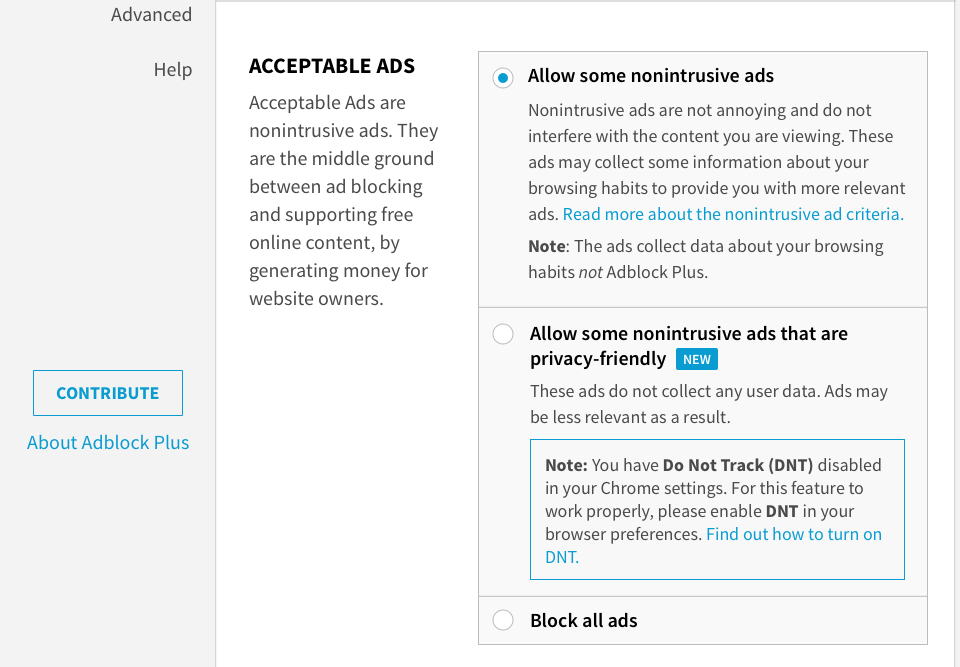 Advanced
Help
CONTRIBUTE
About Adblock Plus
ACCEPTABLE ADS
Acceptable Ads are
nonintrusive ads. They
are the middle ground
between ad blocking
and supporting free
online content, by
generating money for
website owners.
Allow some nonintrusive ads
Nonintrusive ads are not annoying and do not
interfere with the content you are viewing. These
ads may collect some information about your
browsing habits to provide you with more relevant
ads. Read more about the nonintrusive ad criteria.
Note: The ads collect data about your browsing
habits not Adblock Plus.
Allow some nonintrusive ads that are
privacy-friendly NEW
These ads do not collect any user data. Ads may
be less relevant as a result.
Note: You have Do Not Track (DNT) disabled
in your Chrome settings. For this feature to
work properly, please enable DNT in your
browser preferences. Find out how to turn on
DNT.
Block all ads